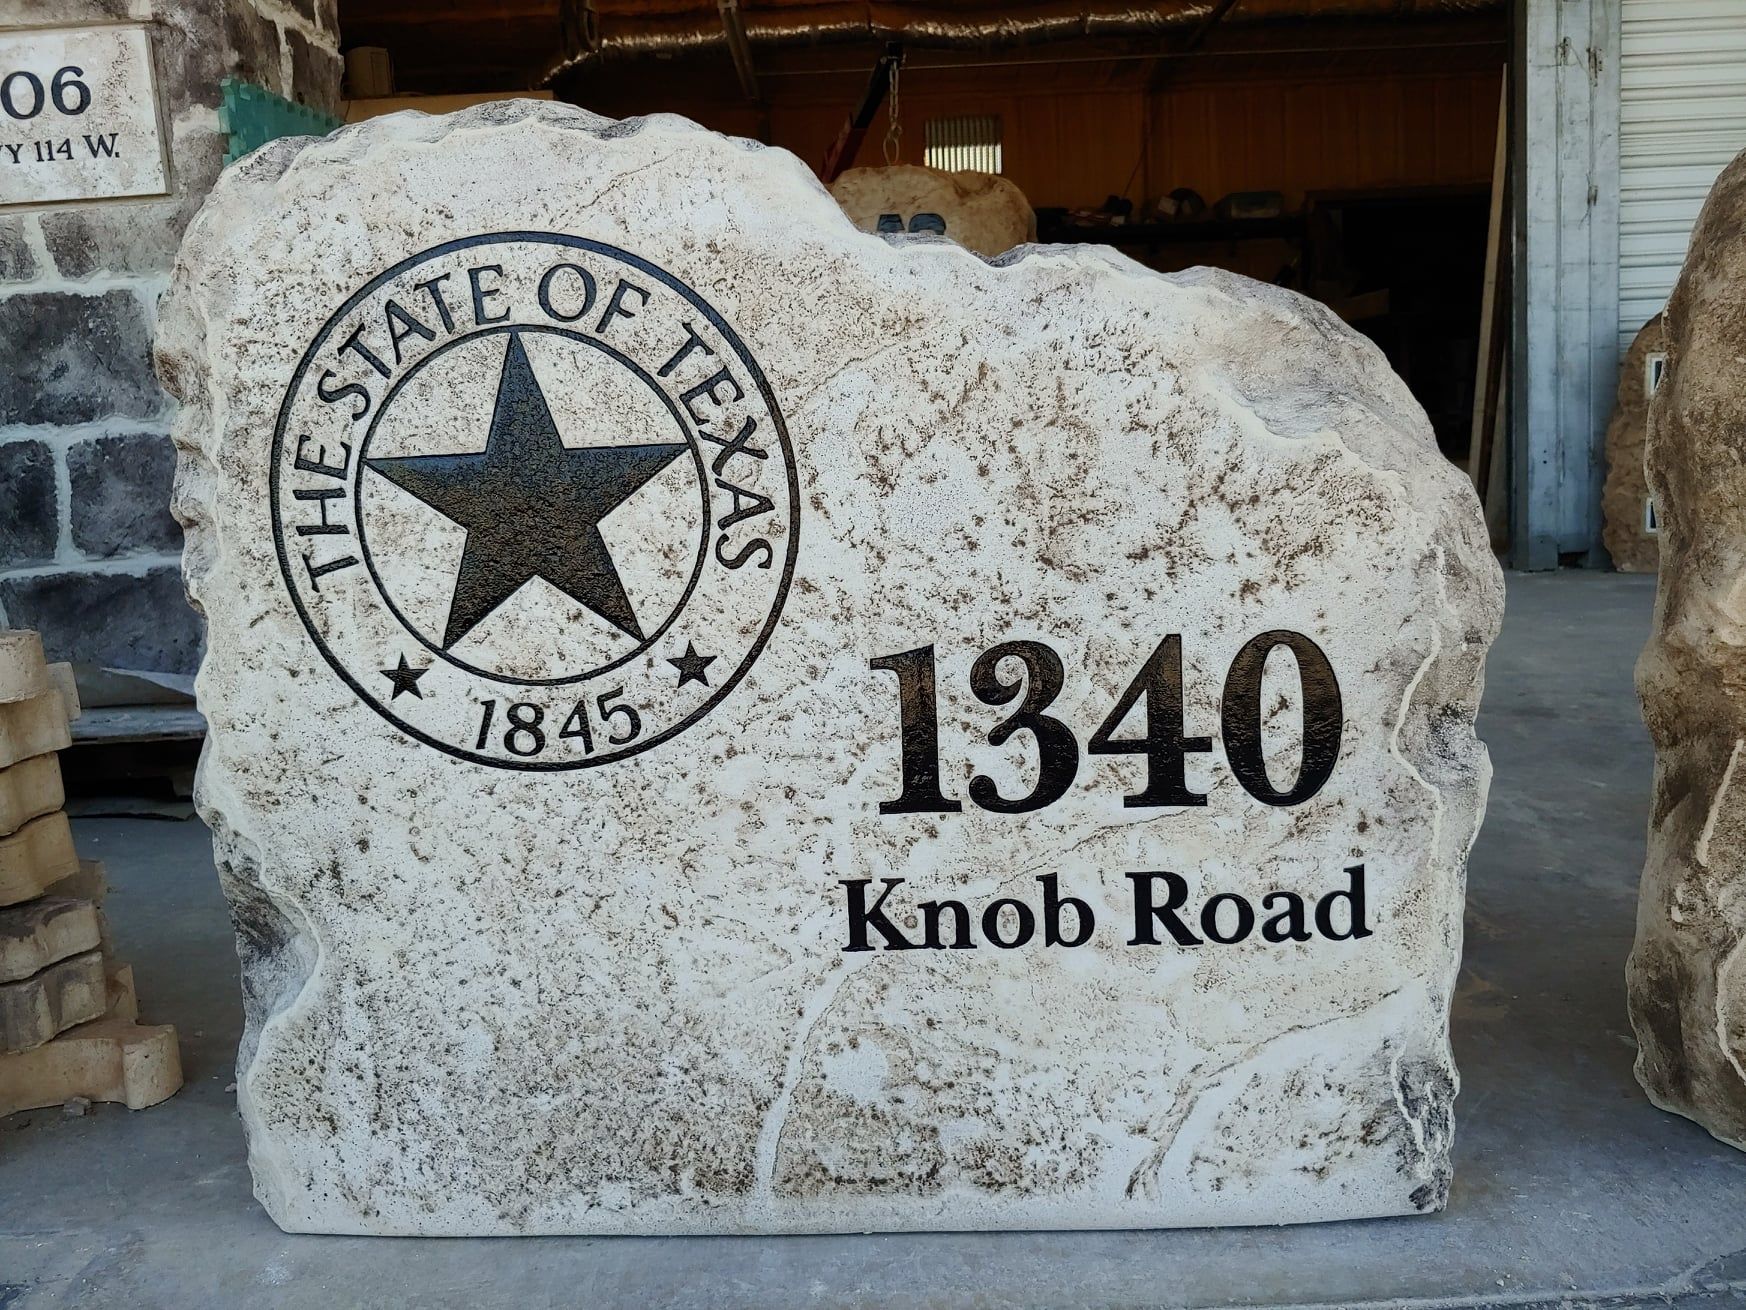 06
114 W.
THE STATE OF TEXAS
1845
1340
Knob Road